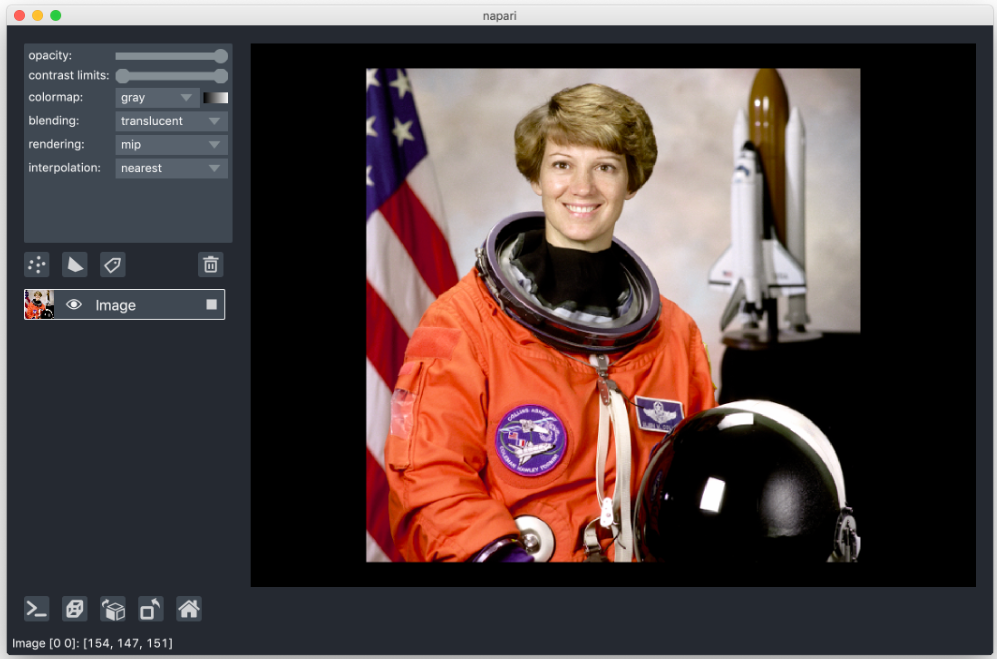 napari
opacity:
contrast limits:
colormap: gray
blending: translucent
rendering: mip
interpolation: nearest
Image
Image [0 0]: [154, 147, 151]